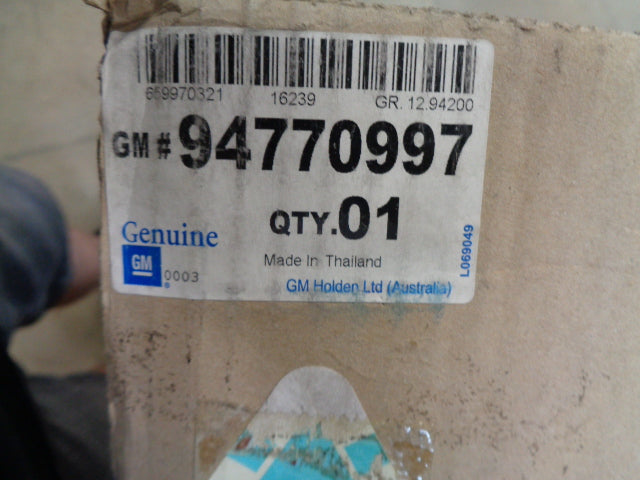 659970321 16239 GR. 12.94200
GM # 94770997
QTY. 01
Genuine
GM
0003
Made In Thailand
GM Holden Ltd (Australia)
L069049